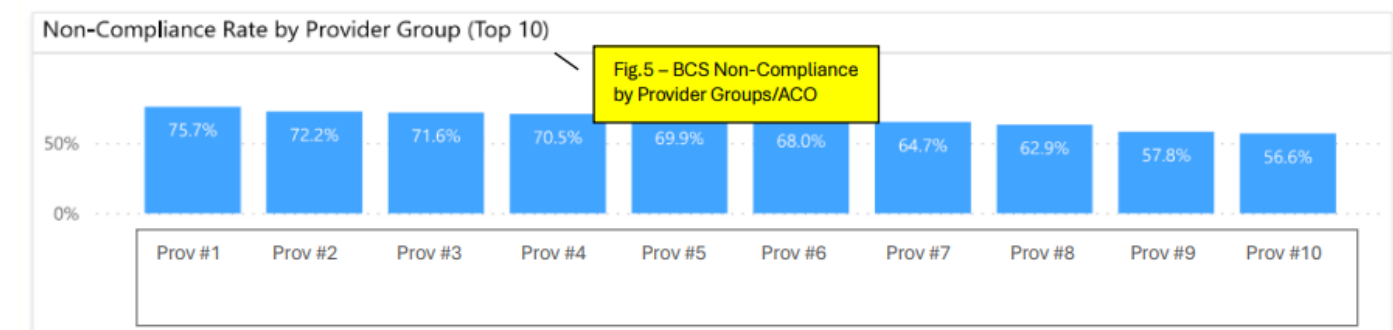 Non-Compliance Rate by Provider Group (Top 10)
Fig.5 – BCS Non-Compliance
by Provider Groups/ACO
50%
75.7% 72.2% 71.6% 70.5% 69.9% 68.0% 64.7% 62.9% 57.8% 56.6%
0%
Prov #1 Prov #2 Prov #3 Prov #4 Prov #5 Prov #6 Prov #7 Prov #8 Prov #9 Prov #10